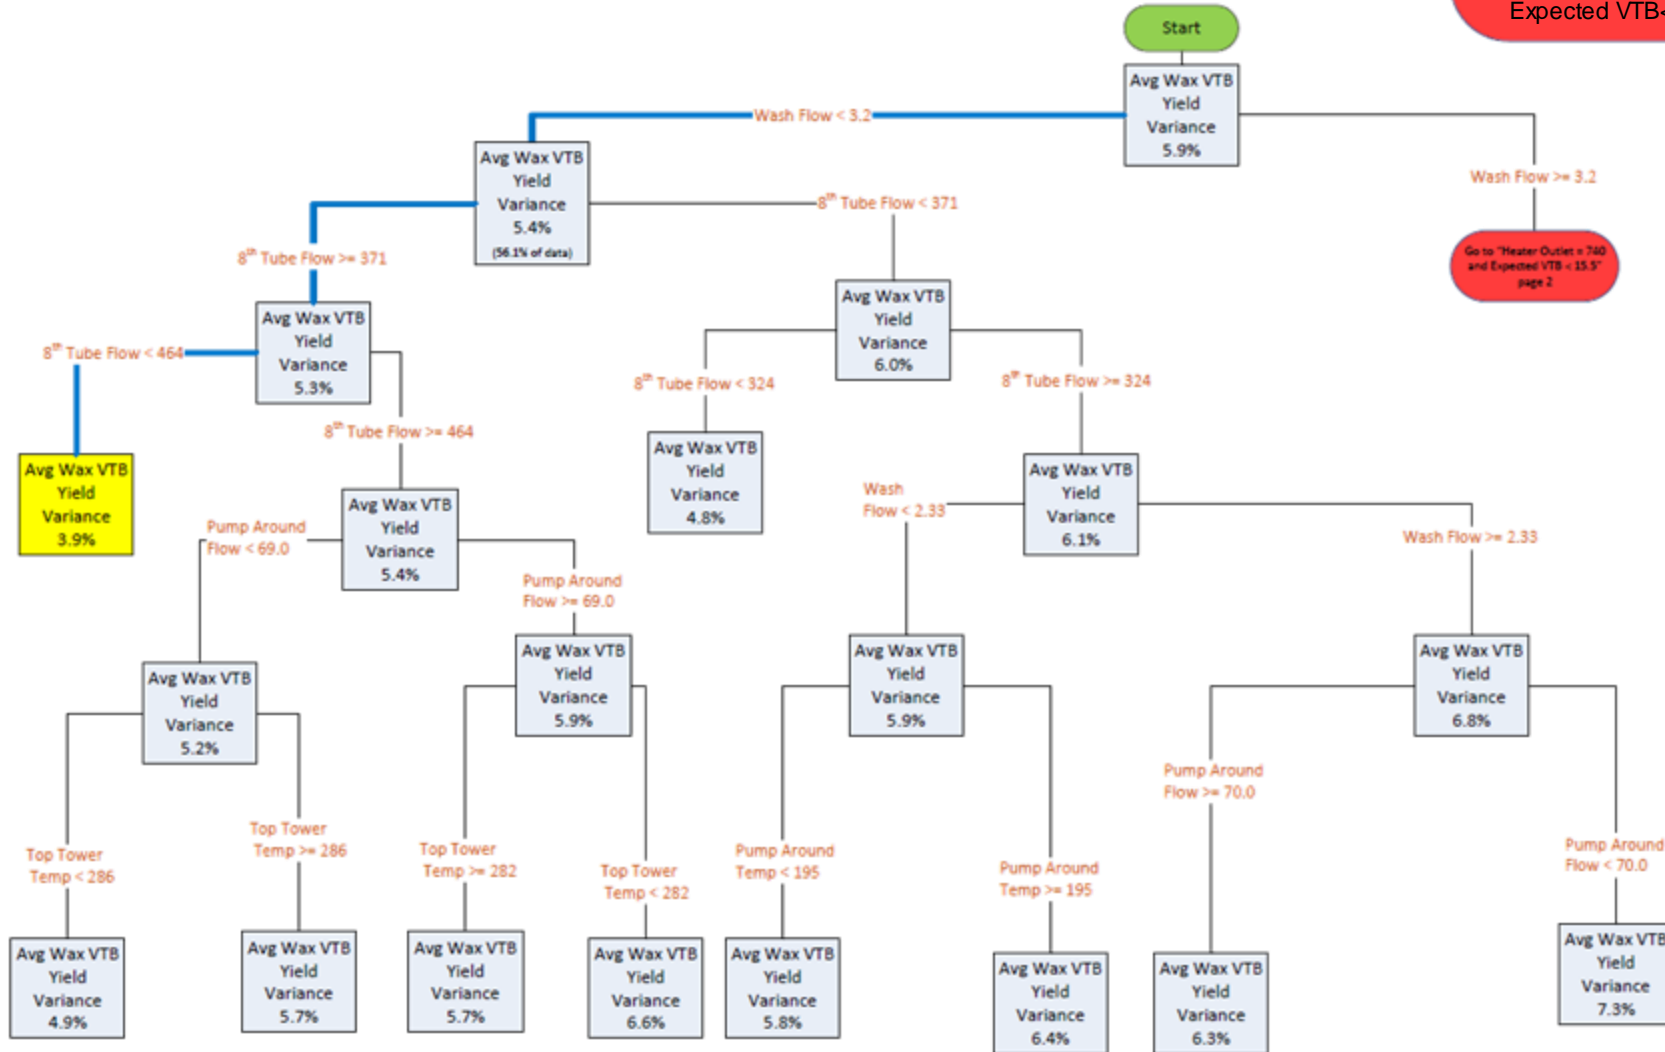 Expected VTB<
Start
Avg Wax VTB
Yield
Variance
5.9%
Wash Flow < 3.2
Wash Flow >= 3.2
Go to "Heater Outlet = 740
and Expected VTB < 15.5"
page 2
Avg Wax VTB
Yield
Variance
5.4%
(56.1% of data)
8th Tube Flow >= 371
8th Tube Flow < 371
Avg Wax VTB
Yield
Variance
5.3%
Avg Wax VTB
Yield
Variance
6.0%
8th Tube Flow < 464
8th Tube Flow >= 464
8th Tube Flow < 324
8th Tube Flow >= 324
Avg Wax VTB
Yield
Variance
3.9%
Avg Wax VTB
Yield
Variance
5.4%
Avg Wax VTB
Yield
Variance
4.8%
Avg Wax VTB
Yield
Variance
6.1%
Pump Around
Flow < 69.0
Pump Around
Flow >= 69.0
Wash
Flow < 2.33
Wash Flow >= 2.33
Avg Wax VTB
Yield
Variance
5.2%
Avg Wax VTB
Yield
Variance
5.9%
Avg Wax VTB
Yield
Variance
5.9%
Avg Wax VTB
Yield
Variance
6.8%
Top Tower
Temp < 286
Top Tower
Temp >= 286
Top Tower
Temp >= 282
Top Tower
Temp < 282
Pump Around
Temp < 195
Pump Around
Temp >= 195
Pump Around
Flow >= 70.0
Pump Around
Flow < 70.0
Avg Wax VTB
Yield
Variance
4.9%
Avg Wax VTB
Yield
Variance
5.7%
Avg Wax VTB
Yield
Variance
5.7%
Avg Wax VTB
Yield
Variance
6.6%
Avg Wax VTB
Yield
Variance
5.8%
Avg Wax VTB
Yield
Variance
6.4%
Avg Wax VTB
Yield
Variance
6.3%
Avg Wax VTB
Yield
Variance
7.3%